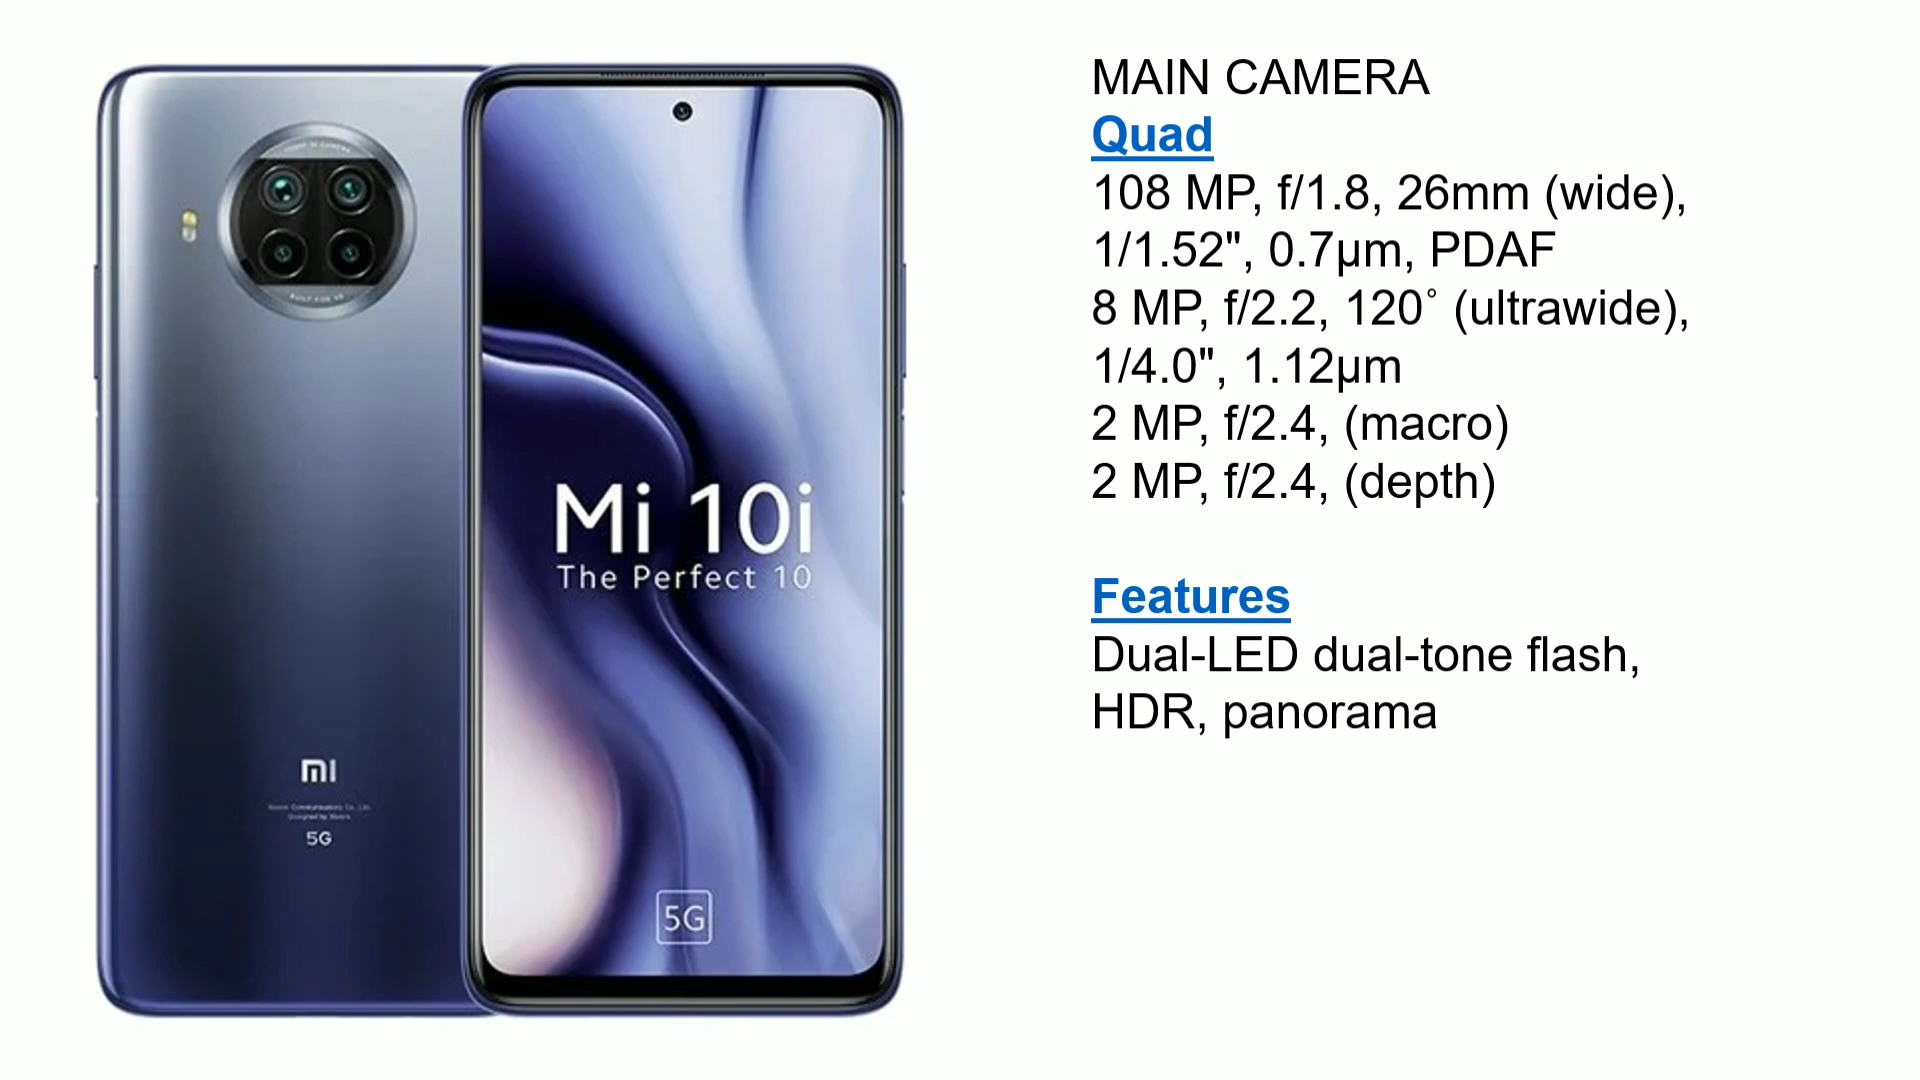 MAIN CAMERA
Quad
108 MP, f/1.8, 26mm (wide),
1/1.52", 0.7µm, PDAF
8 MP, f/2.2, 120˚ (ultrawide),
1/4.0", 1.12µm
2 MP, f/2.4, (macro)
2 MP, f/2.4, (depth)
Features
Dual-LED dual-tone flash,
HDR, panorama
Mi 10i
The Perfect 10
5G
MI
5G